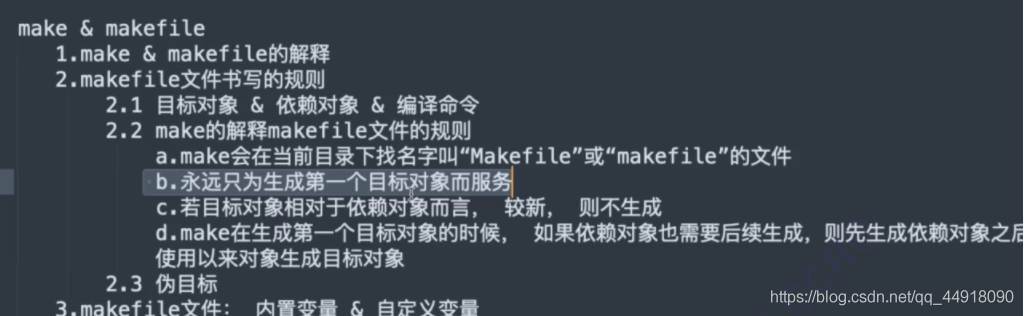 make & makefile
1.make & makefile的解释
2.makefile文件书写的规则
2.1 目标对象 & 依赖对象 & 编译命令
2.2 make的解释makefile文件的规则
a.make会在当前目录下找名字叫“Makefile”或“makefile”的文件
b.永远只为生成第一个目标对象而服务
c.若目标对象相对于依赖对象而言， 较新， 则不生成
d.make在生成第一个目标对象的时候， 如果依赖对象也需要后续生成，则先生成依赖对象之后
使用以来对象生成目标对象
2.3 伪目标
3.makefile文件： 内置变量 & 自定义变量
https://blog.csdn.net/qq_44918090